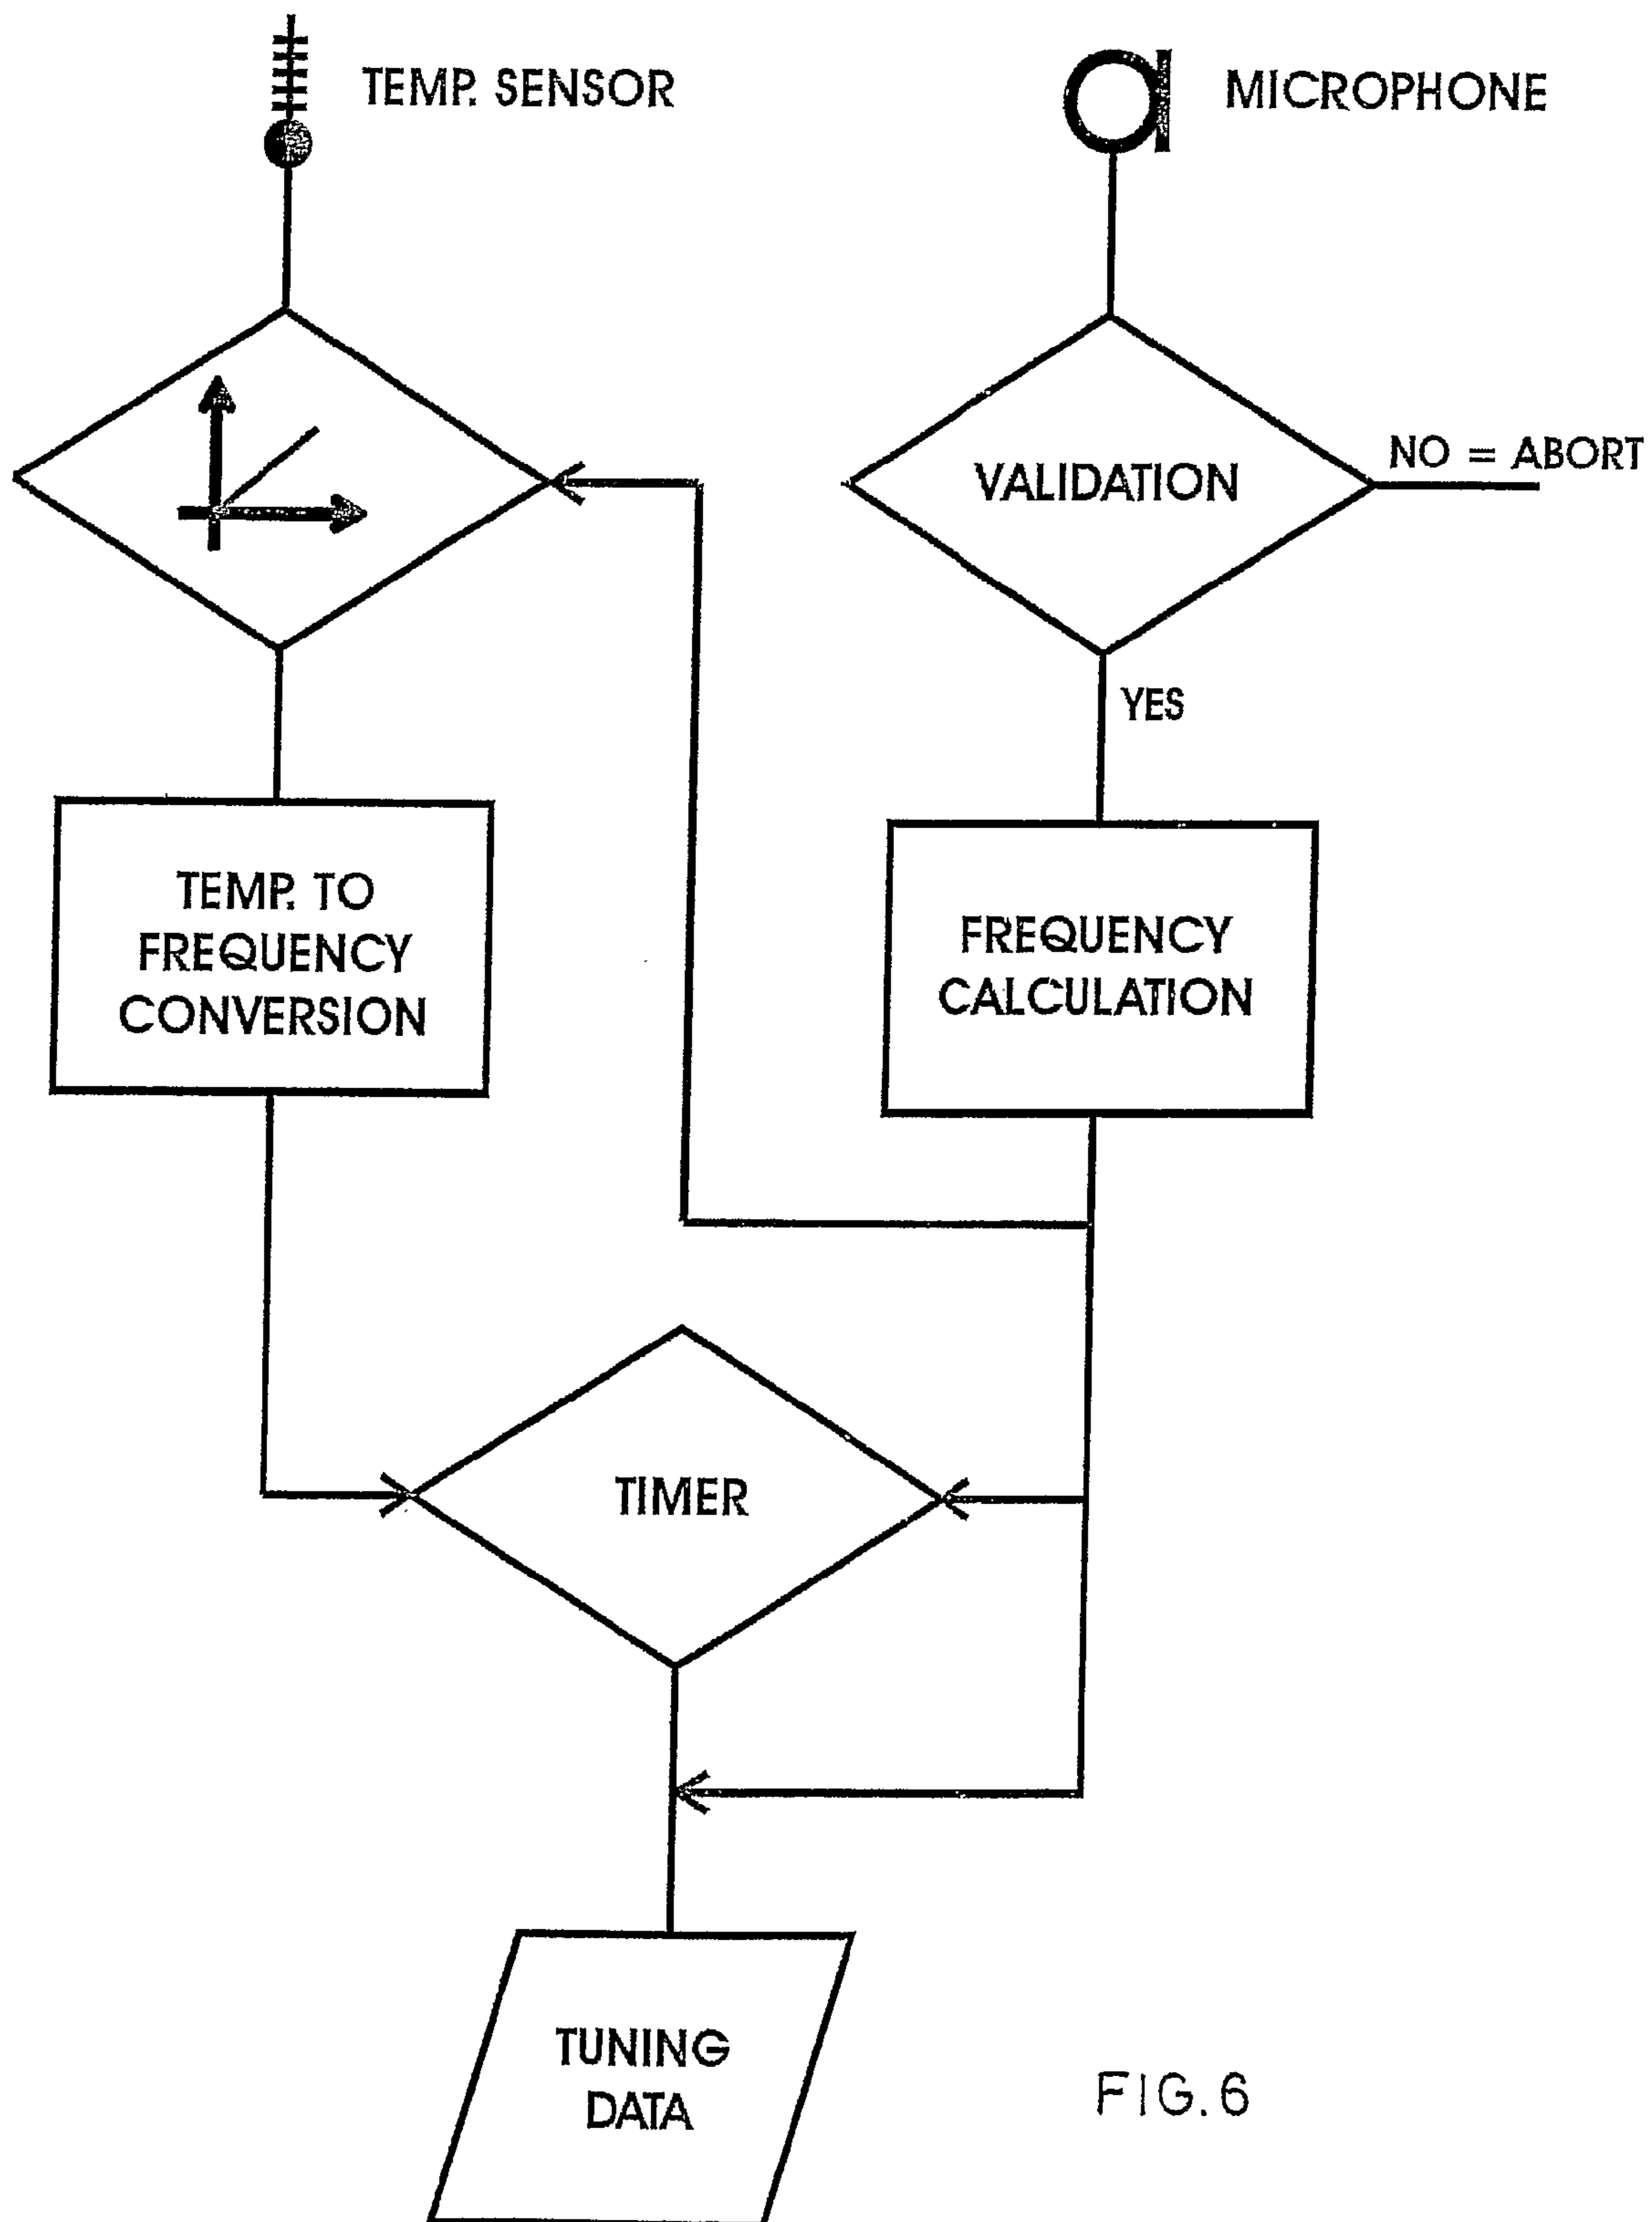 TEMP. SENSOR
MICROPHONE
VALIDATION
NO = ABORT
YES
TEMP. TO
FREQUENCY
CONVERSION
FREQUENCY
CALCULATION
TIMER
TUNING
DATA
FIG. 6